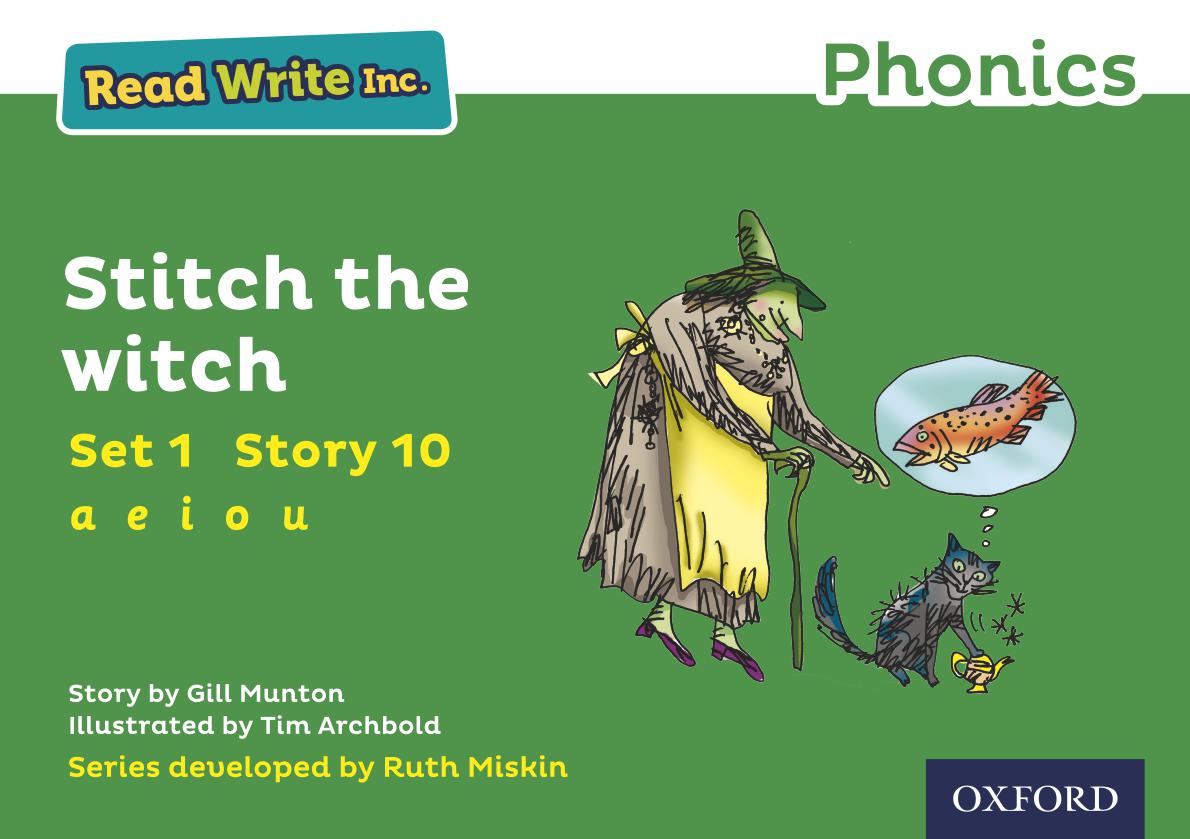 Read Write Inc.
Phonics
Stitch the
witch
Set 1 Story 10
a e i o u
Story by Gill Munton
Illustrated by Tim Archbold
Series developed by Ruth Miskin
OXFORD